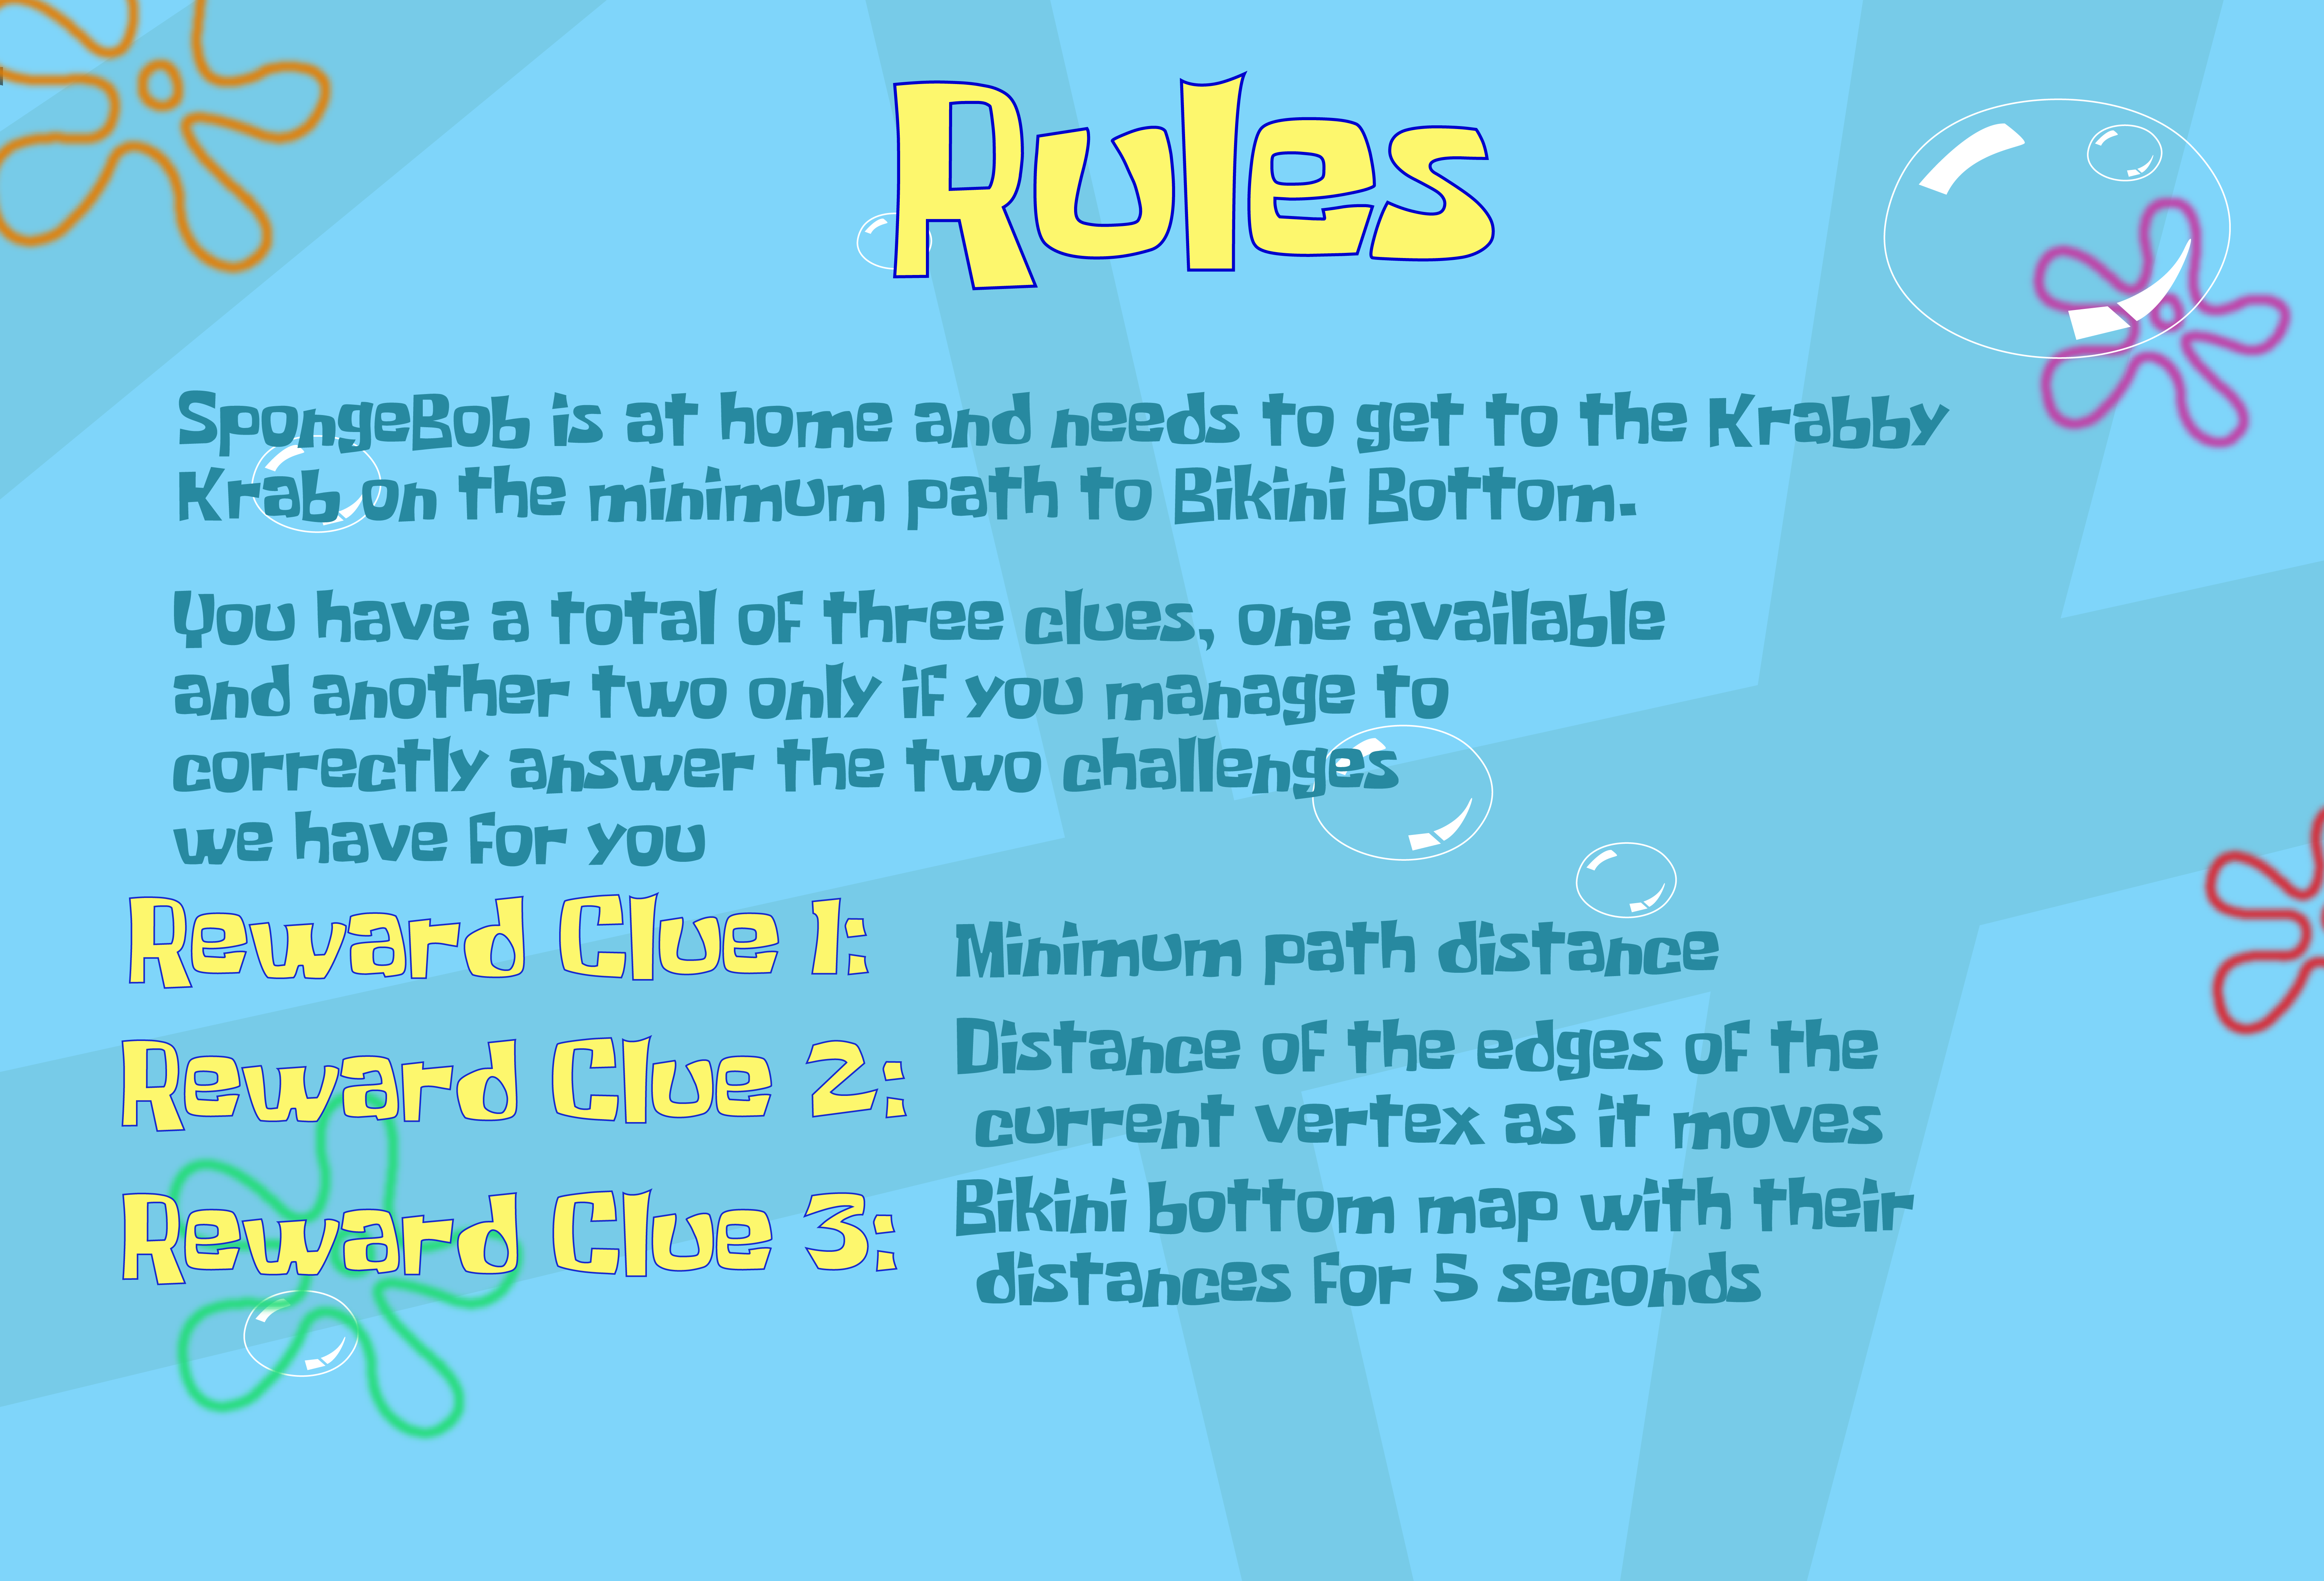 Rules
SpongeBob is at home and needs to get to the Krabby
Krab on the minimum path to Bikini Bottom.
You have a total of three clues, one available
and another two only if you manage to
correctly answer the two challenges
we have for you
Reward Clue 1:
Minimum path distance
Reward Clue 2:
Distance of the edges of the
current vertex as it moves
Reward Clue 3:
Bikini bottom map with their
distances for 5 seconds